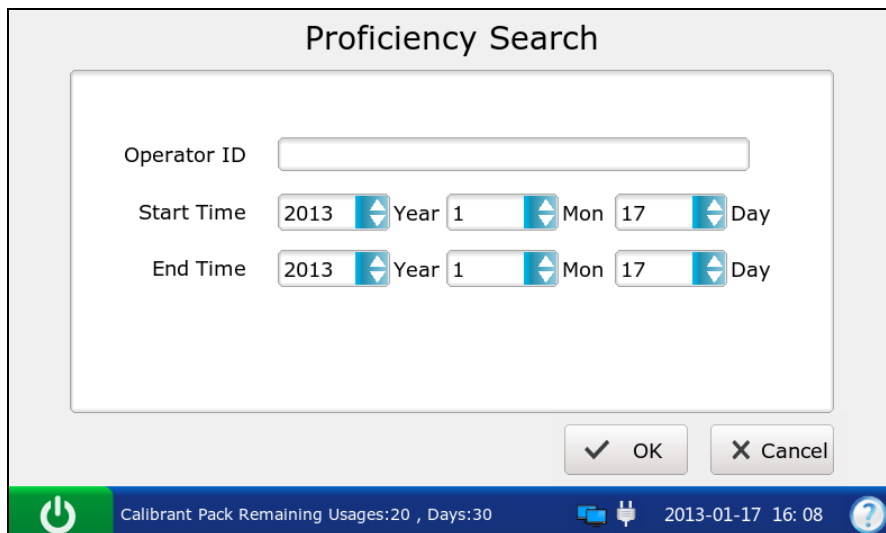 Proficiency Search
Operator ID
Start Time 2013 Year 1 Mon 17 Day
End Time 2013 Year 1 Mon 17 Day
OK Cancel
Calibrant Pack Remaining Usages:20 , Days:30 2013-01-17 16: 08 ?